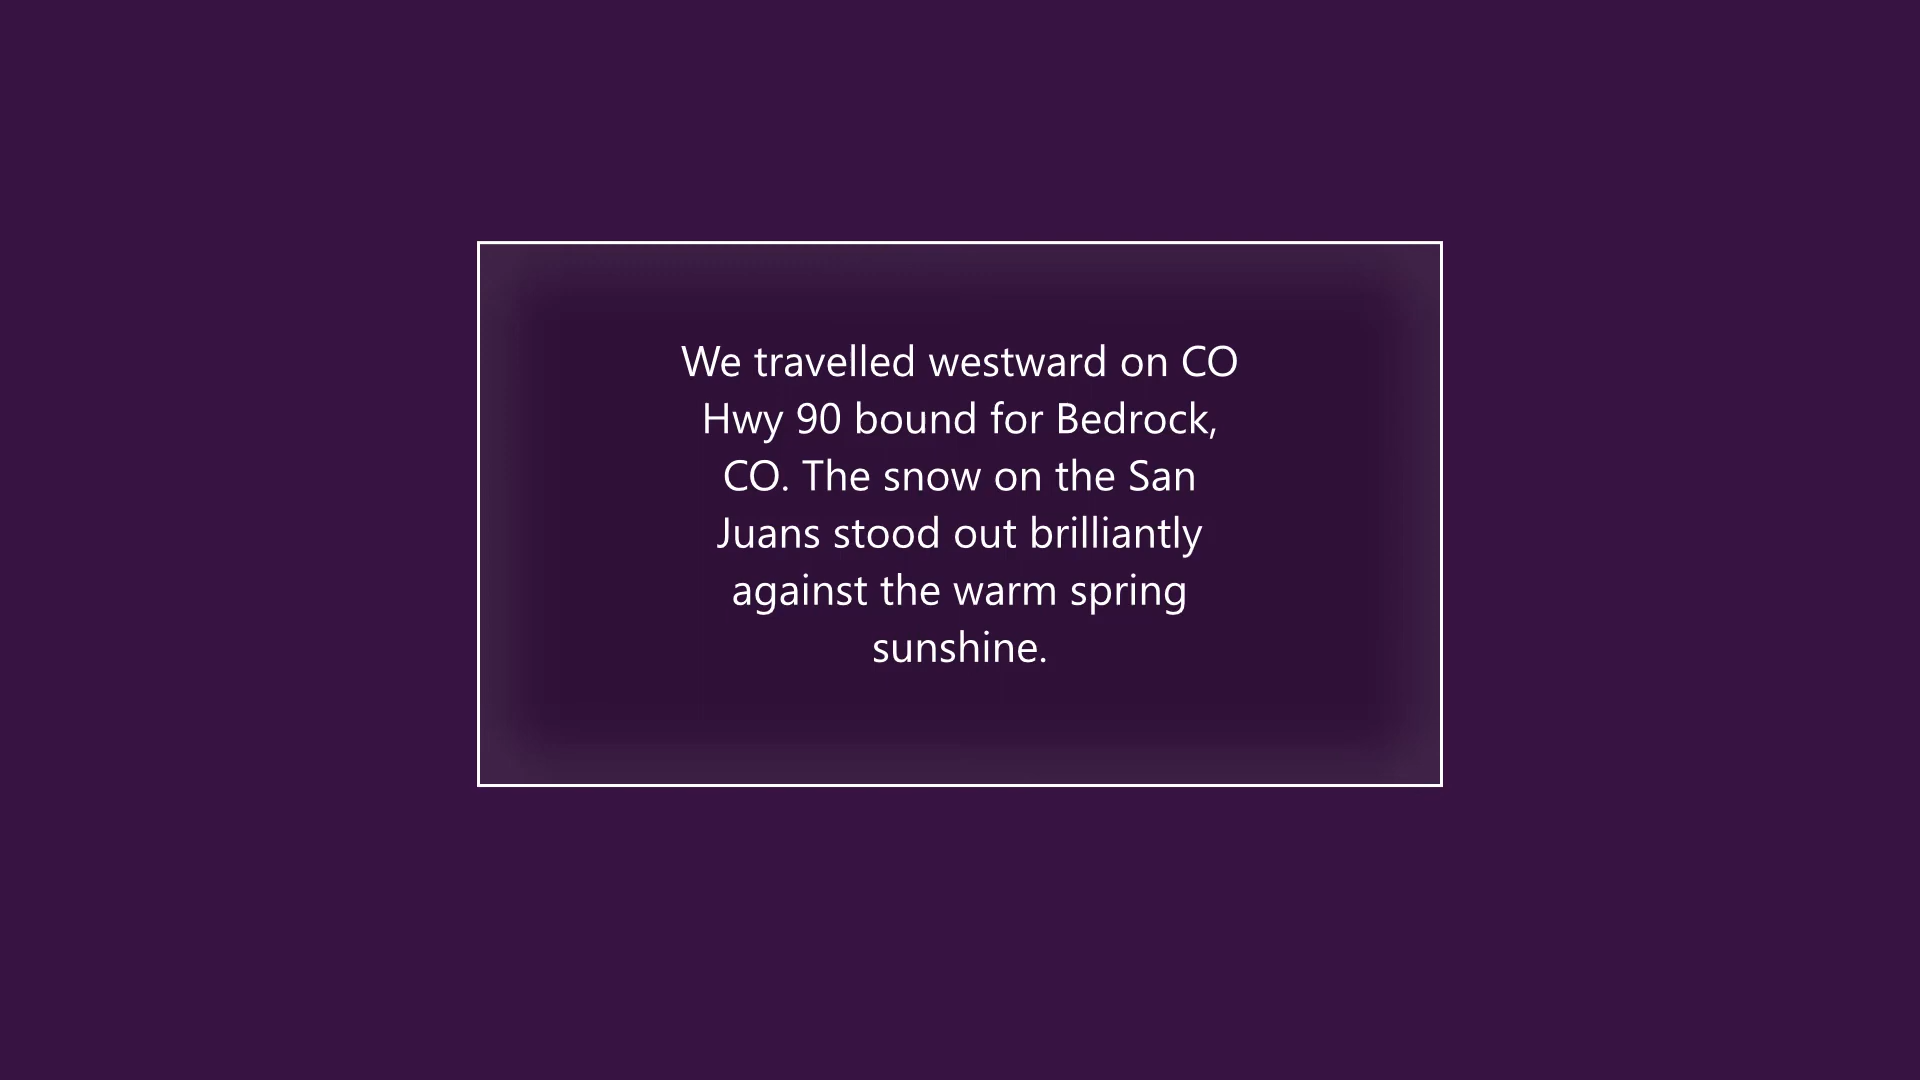 We travelled westward on CO
Hwy 90 bound for Bedrock,
CO. The snow on the San
Juans stood out brilliantly
against the warm spring
sunshine.